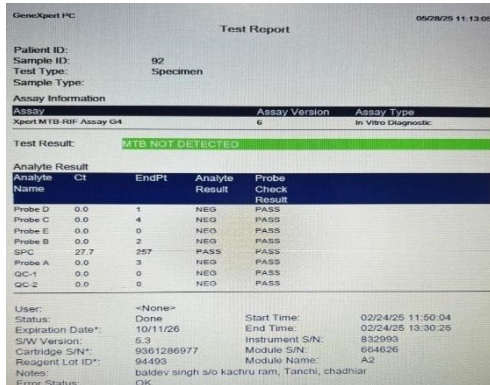 GeneXpert PC 05/28/25 11:13:05
Test Report
Patient ID:
Sample ID: 92
Test Type: Specimen
Sample Type:
Assay Information
Assay Assay Version Assay Type
Xpert MTB-RIF Assay G4 6 In Vitro Diagnostic
Test Result: MTB NOT DETECTED
Analyte Result
Analyte Name Ct EndPt Analyte Result Probe Check Result
Probe D 0.0 1 NEG PASS
Probe C 0.0 4 NEG PASS
Probe E 0.0 0 NEG PASS
Probe B 0.0 2 NEG PASS
SPC 27.7 257 PASS PASS
Probe A 0.0 3 NEG PASS
QC-1 0.0 0 NEG PASS
QC-2 0.0 0 NEG PASS
User: <None>
Status: Done Start Time: 02/24/25 11:50:04
Expiration Date*: 10/11/26 End Time: 02/24/25 13:30:25
S/W Version: 5.3 Instrument S/N: 832993
Cartridge S/N*: 9361286977 Module S/N: 664626
Reagent Lot ID*: 94493 Module Name: A2
Notes: baldev singh s/o kachru ram, Tanchi, chadhiar
Error Status: OK